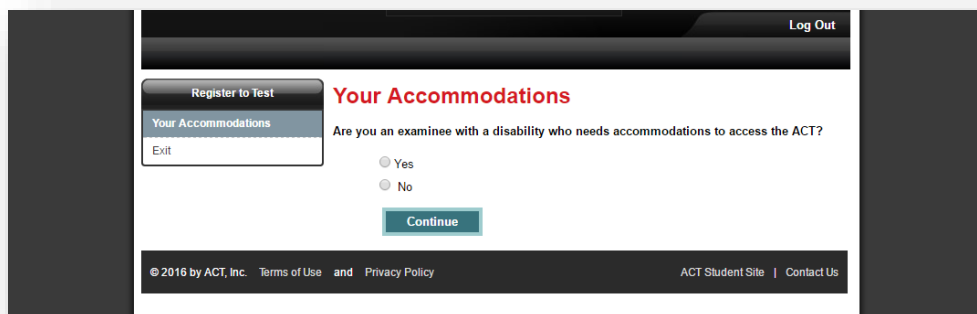 Log Out
Register to Test
Your Accommodations
Exit
Your Accommodations
Are you an examinee with a disability who needs accommodations to access the ACT?
Yes
No
Continue
© 2016 by ACT, Inc. Terms of Use and Privacy Policy ACT Student Site | Contact Us